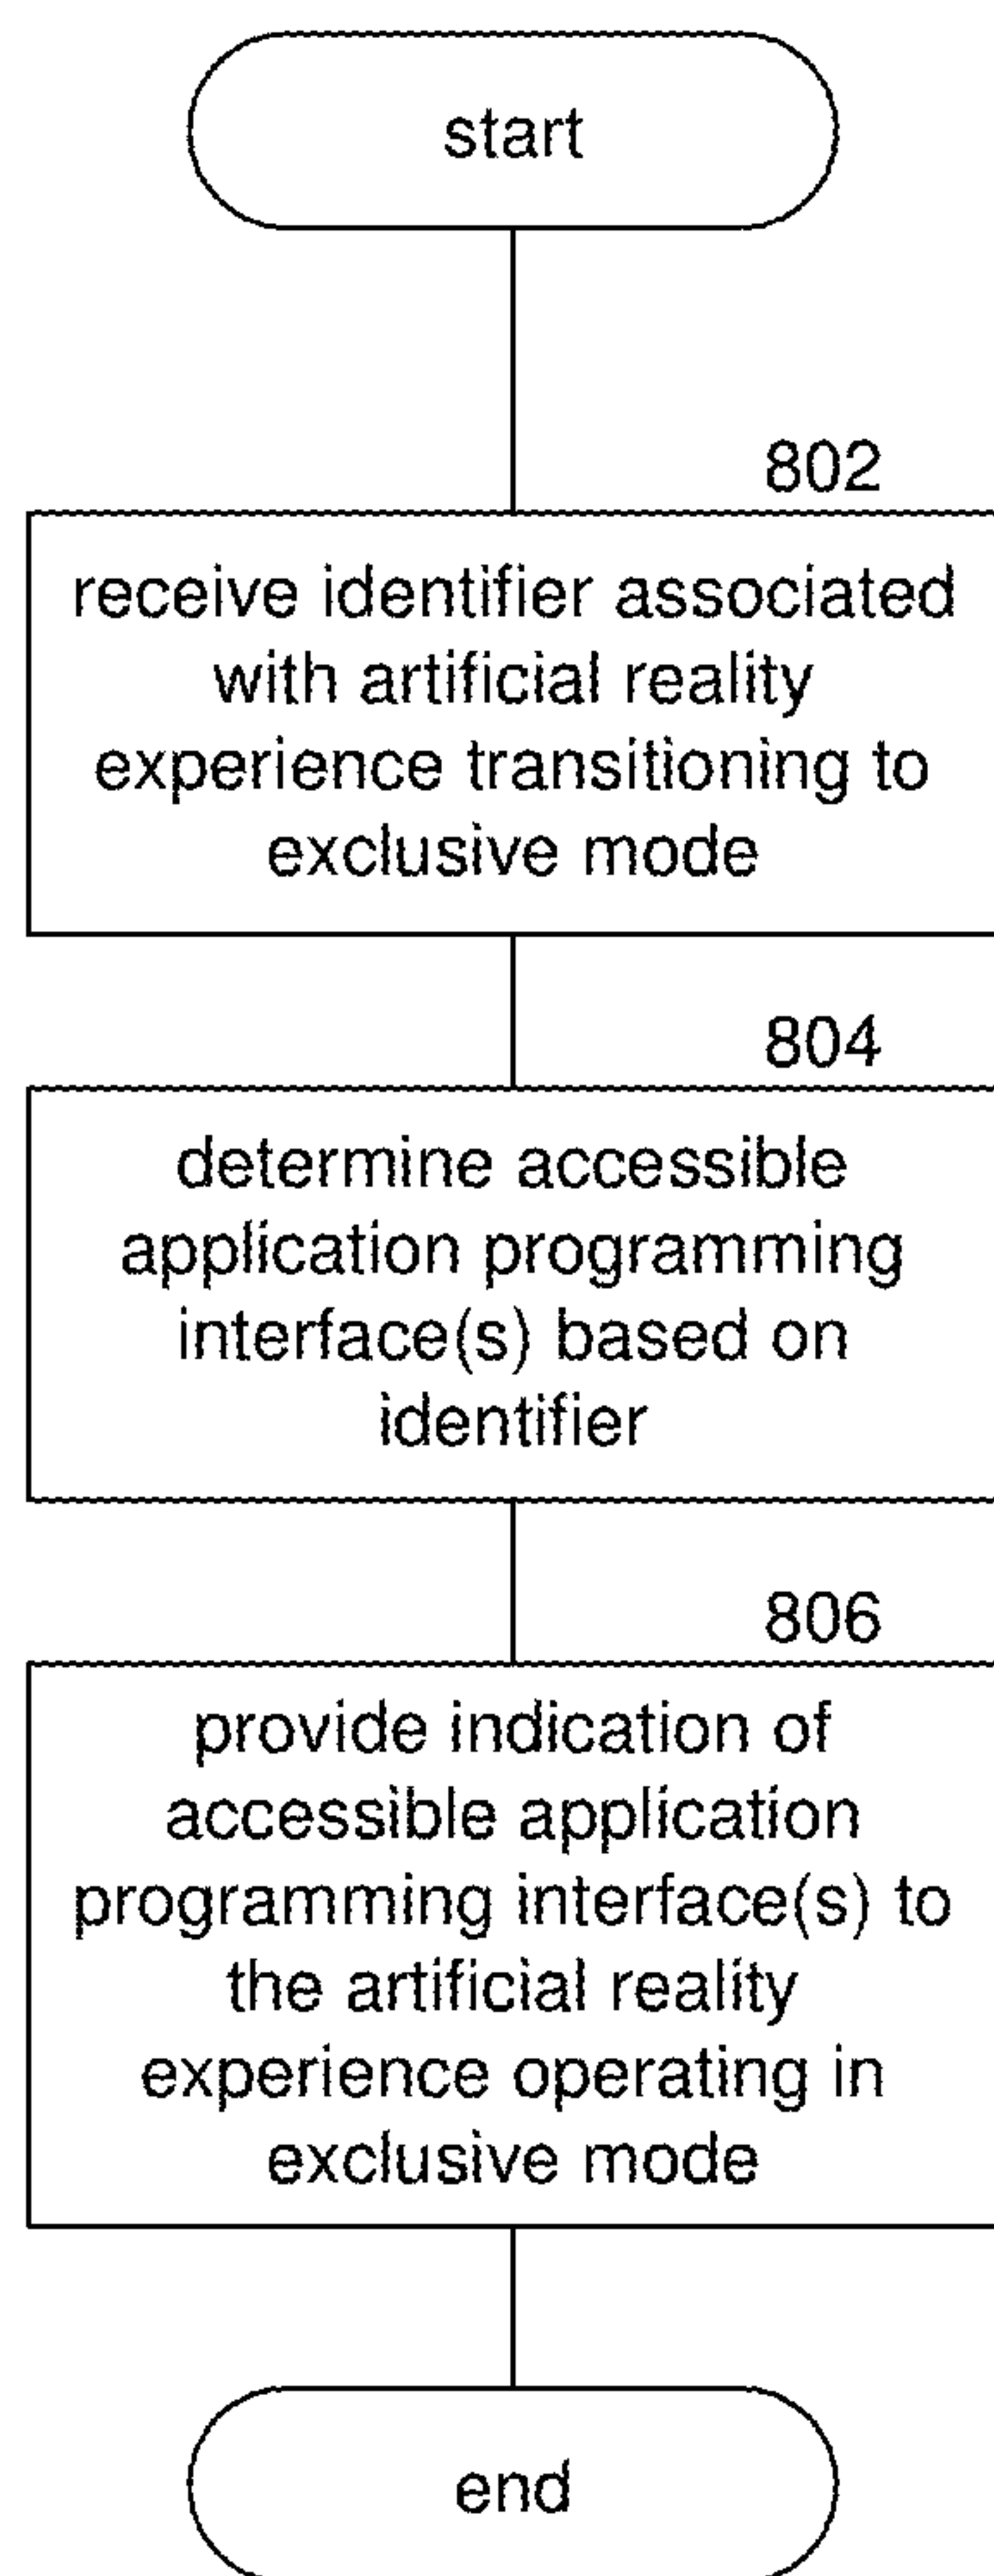 start
802
receive identifier associated
with artificial reality
experience transitioning to
exclusive mode
804
determine accessible
application programming
interface(s) based on
identifier
806
provide indication of
accessible application
programming interface(s) to
the artificial reality
experience operating in
exclusive mode
end